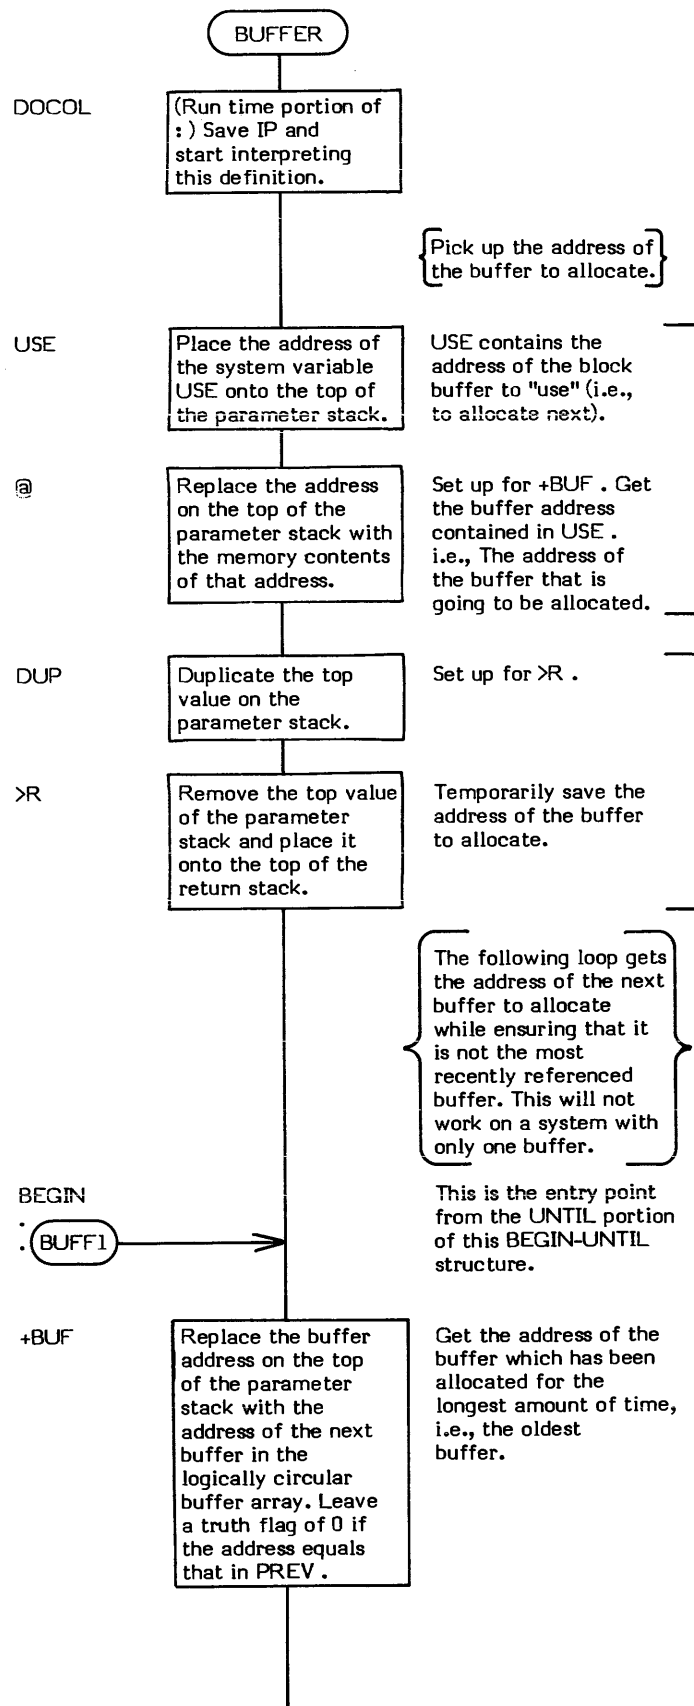 BUFFER
DOCOL
(Run time portion of
: ) Save IP and
start interpreting
this definition.
Pick up the address of
the buffer to allocate.
USE
Place the address of
the system variable
USE onto the top of
the parameter stack.
USE contains the
address of the block
buffer to "use" (i.e.,
to allocate next).
@
Replace the address
on the top of the
parameter stack with
the memory contents
of that address.
Set up for +BUF . Get
the buffer address
contained in USE .
i.e., The address of
the buffer that is
going to be allocated.
DUP
Duplicate the top
value on the
parameter stack.
Set up for >R .
>R
Remove the top value
of the parameter
stack and place it
onto the top of the
return stack.
Temporarily save the
address of the buffer
to allocate.
The following loop gets
the address of the next
buffer to allocate
while ensuring that it
is not the most
recently referenced
buffer. This will not
work on a system with
only one buffer.
BEGIN
: BUFF1
This is the entry point
from the UNTIL portion
of this BEGIN-UNTIL
structure.
+BUF
Replace the buffer
address on the top
of the parameter
stack with the
address of the next
buffer in the
logically circular
buffer array. Leave
a truth flag of 0 if
the address equals
that in PREV .
Get the address of the
buffer which has been
allocated for the
longest amount of time,
i.e., the oldest
buffer.